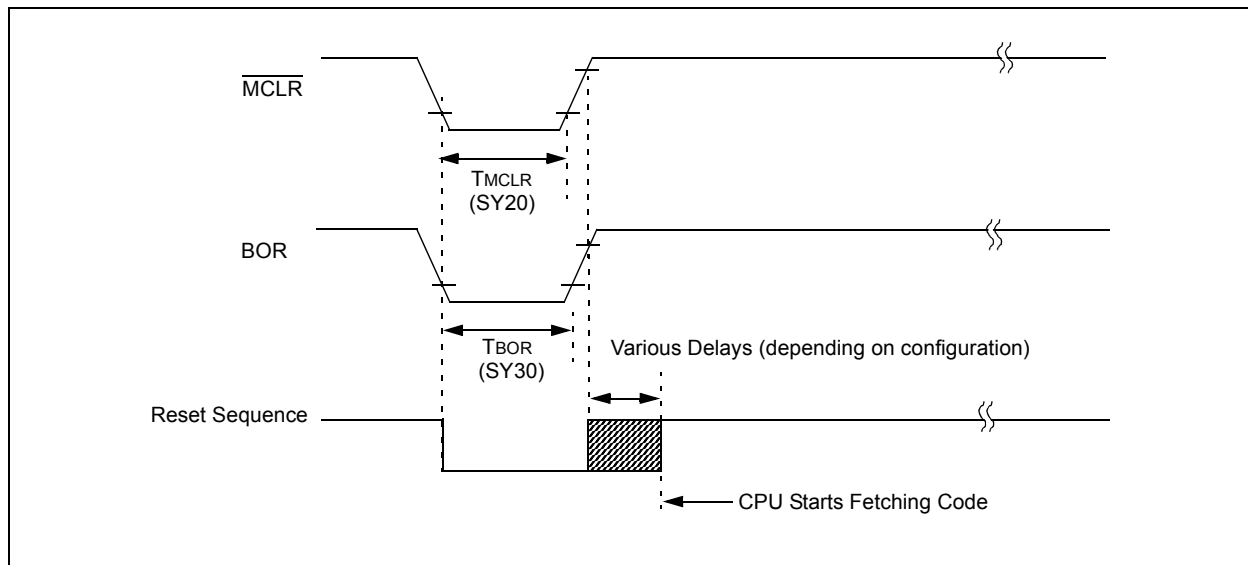 MCLR
TMCLR
(SY20)
BOR
TBOR
(SY30)
Various Delays (depending on configuration)
Reset Sequence
CPU Starts Fetching Code